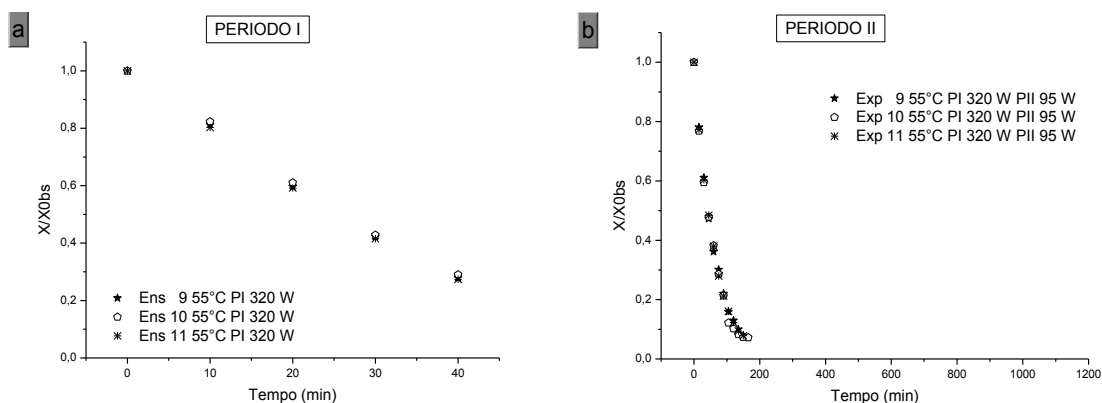 a
PERIODO I
1,0
0,8
0,6
0,4
0,2
0,0
X/X0bs
Ens 9 55°C PI 320 W
Ens 10 55°C PI 320 W
Ens 11 55°C PI 320 W
0 10 20 30 40
Tempo (min)
b
PERIODO II
1,0
0,8
0,6
0,4
0,2
0,0
X/X0bs
Exp 9 55°C PI 320 W PII 95 W
Exp 10 55°C PI 320 W PII 95 W
Exp 11 55°C PI 320 W PII 95 W
0 200 400 600 800 1000 1200
Tempo (min)